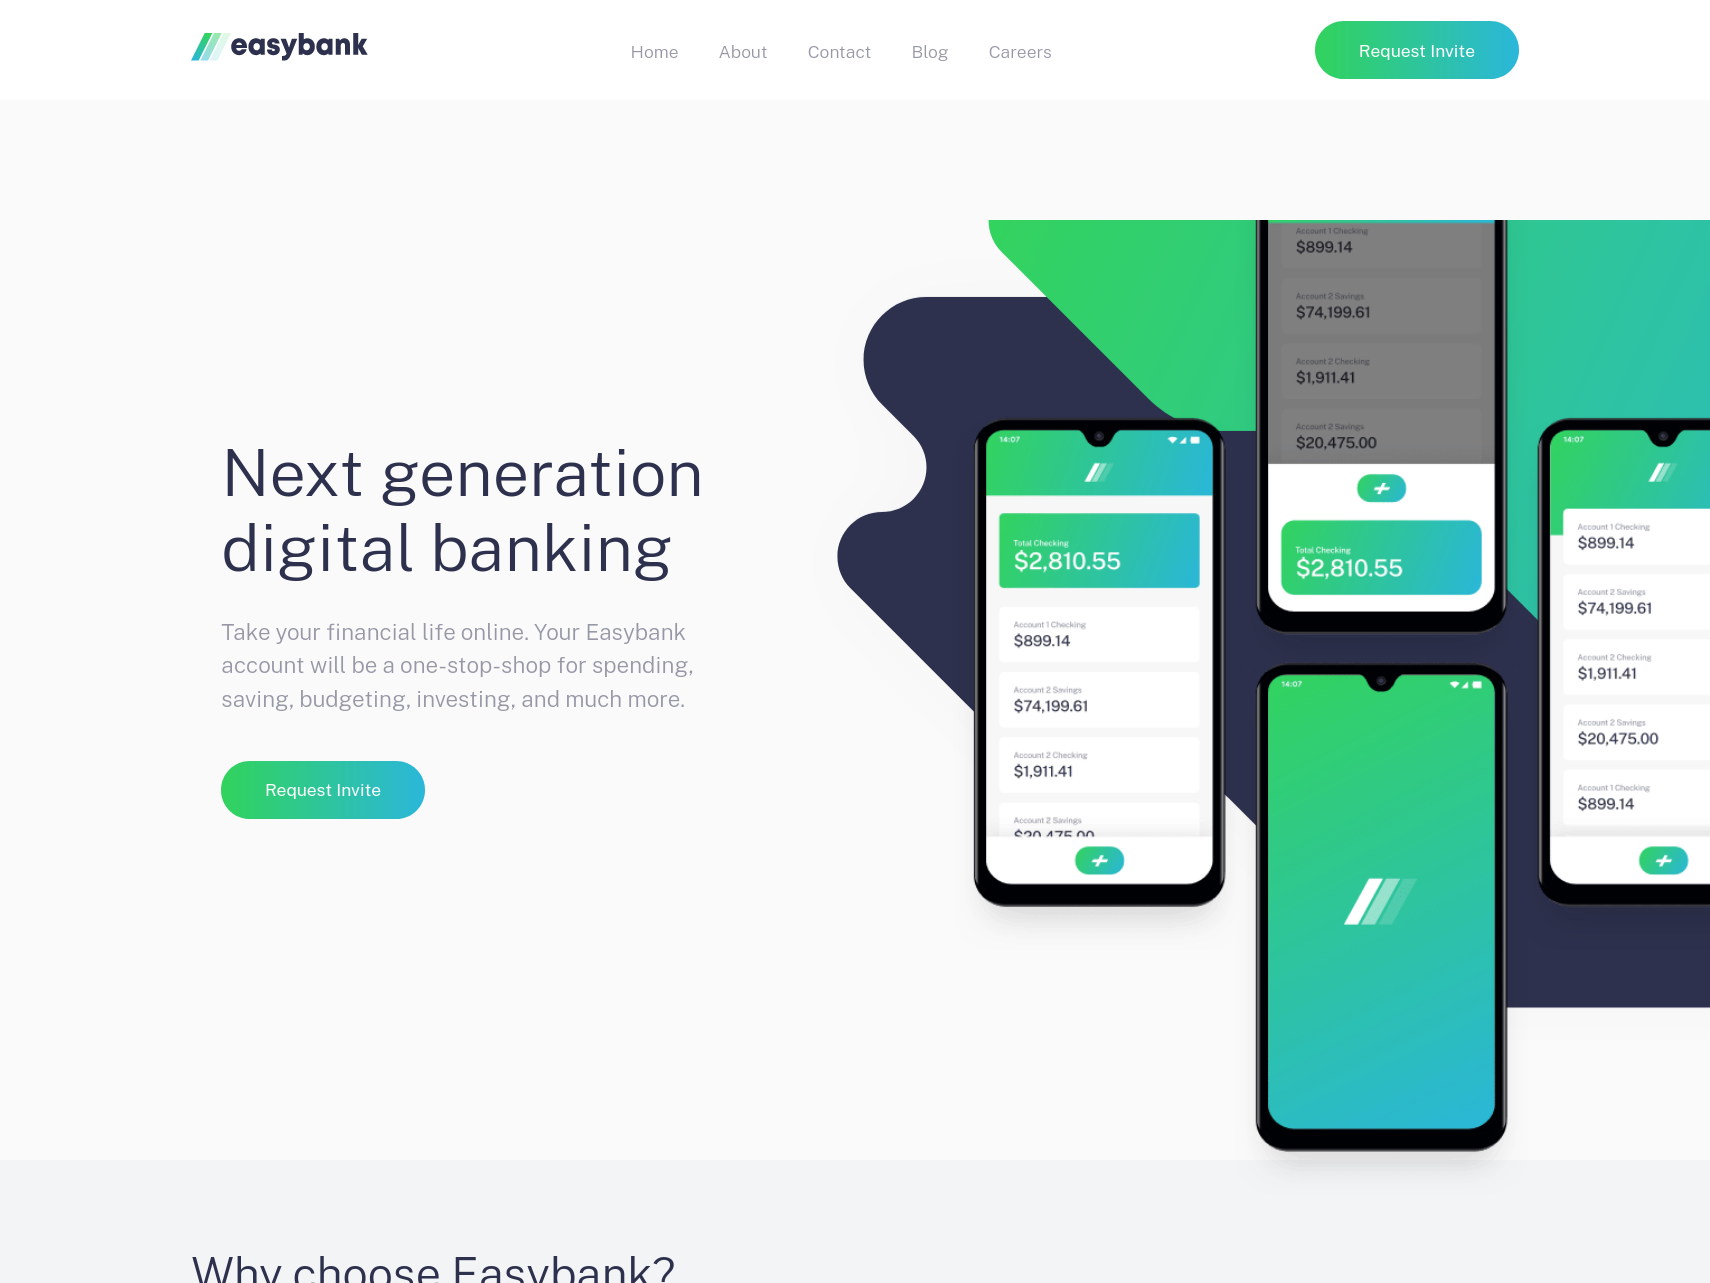 easybank
Home
About
Contact
Blog
Careers
Request Invite
Next generation
digital banking
Take your financial life online. Your Easybank
account will be a one-stop-shop for spending,
saving, budgeting, investing, and much more.
Request Invite
14:07
Total Checking
$2,810.55
Account 1 Checking
$899.14
Account 2 Savings
$74,199.61
Account 2 Checking
$1,911.41
Account 2 Savings
$20,475.00
Account 1 Checking
$899.14
Account 2 Savings
$74,199.61
Account 2 Checking
$1,911.41
Account 2 Savings
$20,475.00
Total Checking
$2,810.55
14:07
14:07
Account 1 Checking
$899.14
Account 2 Savings
$74,199.61
Account 2 Checking
$1,911.41
Account 2 Savings
$20,475.00
Account 1 Checking
$899.14
Why choose Easybank?